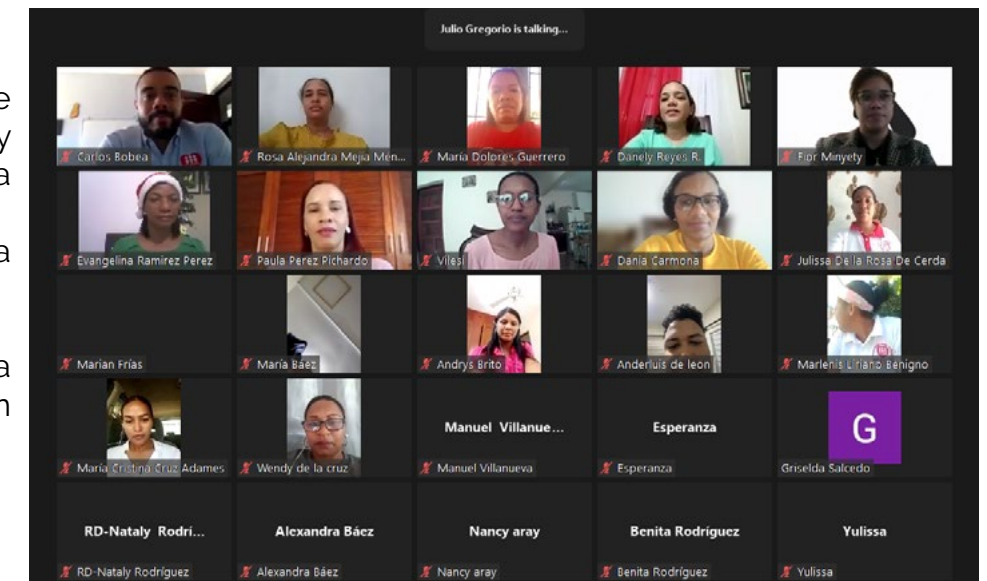 e
y
a
a
a
n
Julio Gregorio is talking...
Carlos Bobea
Rosa Alejandra Mejia Men...
María Dolores Guerrero
Danely Reyes R.
Flor Minyety
Evangelina Ramirez Perez
Paula Perez Pichardo
Vilesi
Dania Carmona
Julissa De la Rosa De Cerda
Marian Frías
María Báez
Andrys Brito
Anderluis de leon
Marlenis Liriano Benigno
María Cristina Cruz Adames
Wendy de la cruz
Manuel Villanue...
Manuel Villanueva
Esperanza
Esperanza
G
Griselda Salcedo
RD-Nataly Rodrí...
RD-Nataly Rodríguez
Alexandra Báez
Alexandra Báez
Nancy aray
Nancy aray
Benita Rodríguez
Benita Rodríguez
Yulissa
Yulissa